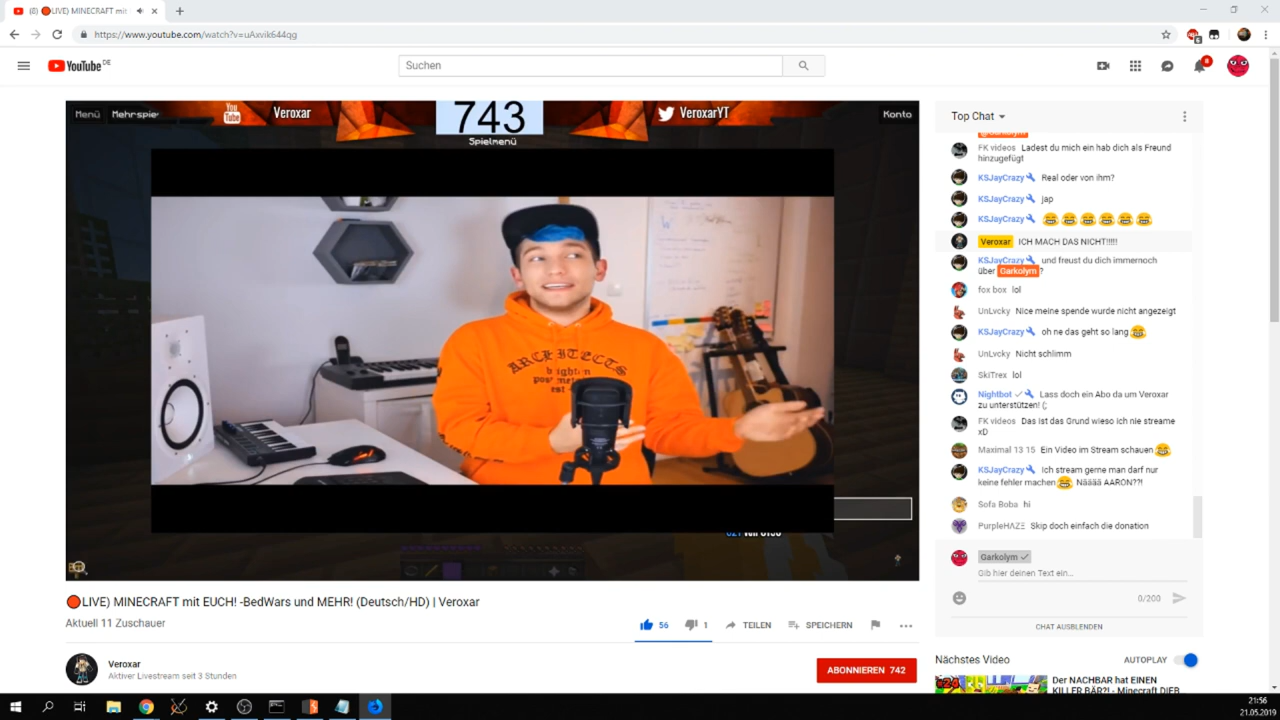 (8) 🔴LIVE) MINECRAFT mit
https://www.youtube.com/watch?v=uAxvik644qg
YouTube DE
Suchen
8
Menü
Mehrspie
You Tube
Veroxar
743
Spielmenü
VeroxarYT
Konto
ARCHITECTS
brighten
Top Chat
FK videos Ladest du mich ein hab dich als Freund
hinzugefügt
KSJayCrazy Real oder von ihm?
KSJayCrazy jap
KSJayCrazy 😂😂😂😂😂😂
Veroxar ICH MACH DAS NICHT!!!!!
KSJayCrazy und freust du dich immernoch
über Garkolym ?
fox box lol
UnLvcky Nice meine spende wurde nicht angezeigt
KSJayCrazy oh ne das geht so lang😂
UnLvcky Nicht schlimm
SkiTrex lol
Nightbot Lass doch ein Abo da um Veroxar
zu unterstützen! (;
FK videos Das ist das Grund wieso ich nie streame
xD
Maximal 13 15 Ein Video im Stream schauen😂
KSJayCrazy Ich stream gerne man darf nur
keine fehler machen😂 Nääää AARON??!
Sofa Boba hi
PurpleHΛZΞ Skip doch einfach die donation
Garkolym
Gib hier deinen Text ein...
0/200
CHAT AUSBLENDEN
🔴LIVE) MINECRAFT mit EUCH! -BedWars und MEHR! (Deutsch/HD) | Veroxar
Aktuell 11 Zuschauer
56
1
TEILEN
SPEICHERN
Veroxar
Aktiver Livestream seit 3 Stunden
ABONNIEREN 742
Nächstes Video
AUTOPLAY
#24
Der NACHBAR hat EINEN
KILLER BÄR?! - Minecraft DIEB
21:56
21.05.2019